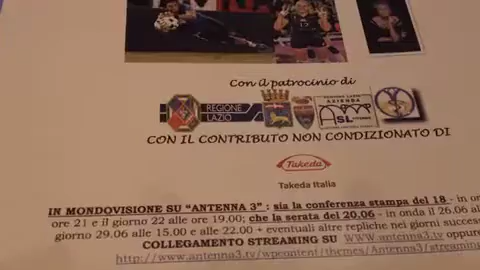 Con il patrocinio di
REGIONE
LAZIO
AZIENDA
ASL
CON IL CONTRIBUTO NON CONDIZIONATO DI
Takeda
Takeda Italia
IN MONDOVISIONE SU "ANTENNA 3" : sia la conferenza stampa del 18 - in on
ore 21 e il giorno 22 alle ore 19.00; che la serata del 20.06 - in onda il 26.06 al
giorno 29.06 alle 15.00 e alle 22.00 + eventuali altre repliche nei giorni success
COLLEGAMENTO STREAMING SU WWW.antenna3.tv oppure
http://www.antenna3.tv/wpcontent/themes/Antenna3/streaming